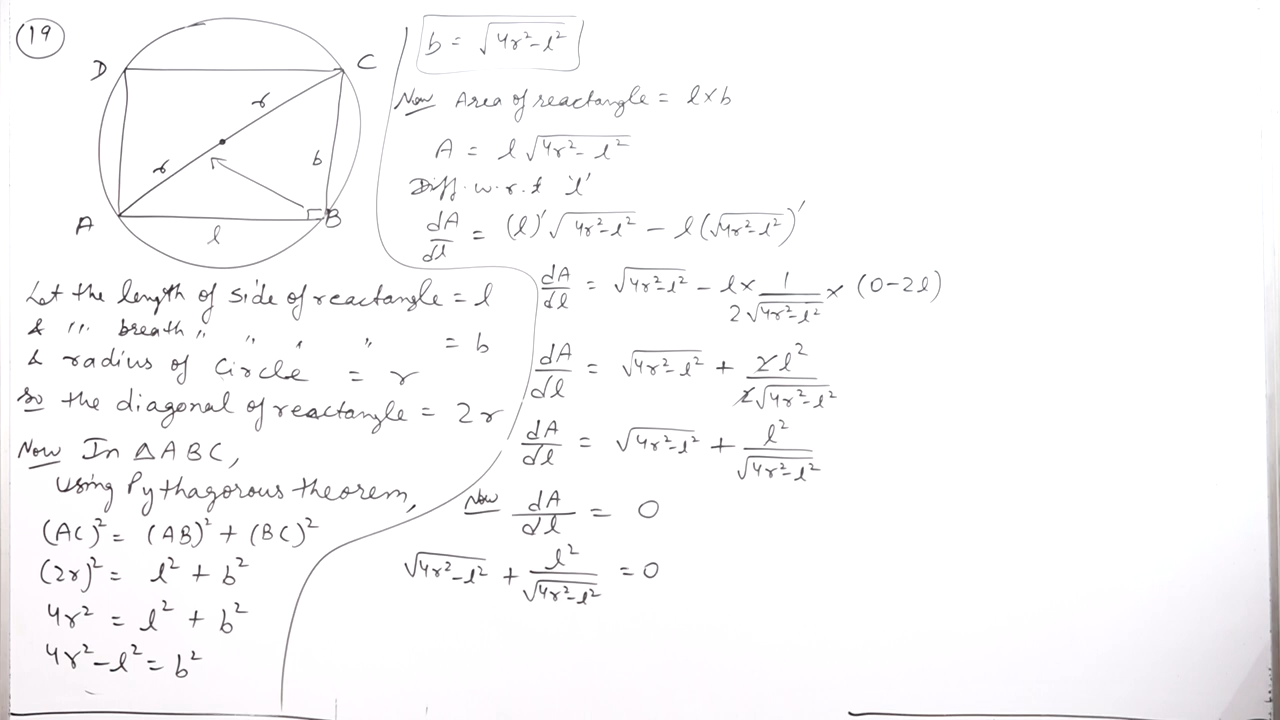 19
D
C
r
r
b
A
B
l
Let the length of side of reactangle = l
& ,, breath ,, ,, ,, ,, = b
& radius of Circle = r
So the diagonal of reactangle = 2r
Now In △ABC,
Using Pythagorous theorem,
(AC)² = (AB)² + (BC)²
(2r)² = l² + b²
4r² = l² + b²
4r² - l² = b²
b = √(4r² - l²)
Now Area of reactangle = l × b
A = l √(4r² - l²)
Diff. w.r.t 'l'
dA/dl = (l)' √(4r² - l²) - l (√(4r² - l²))'
dA/dl = √(4r² - l²) - l × 1/(2√(4r² - l²)) × (0 - 2l)
dA/dl = √(4r² - l²) + 2l²/(2√(4r² - l²))
dA/dl = √(4r² - l²) + l²/√(4r² - l²)
Now dA/dl = 0
√(4r² - l²) + l²/√(4r² - l²) = 0